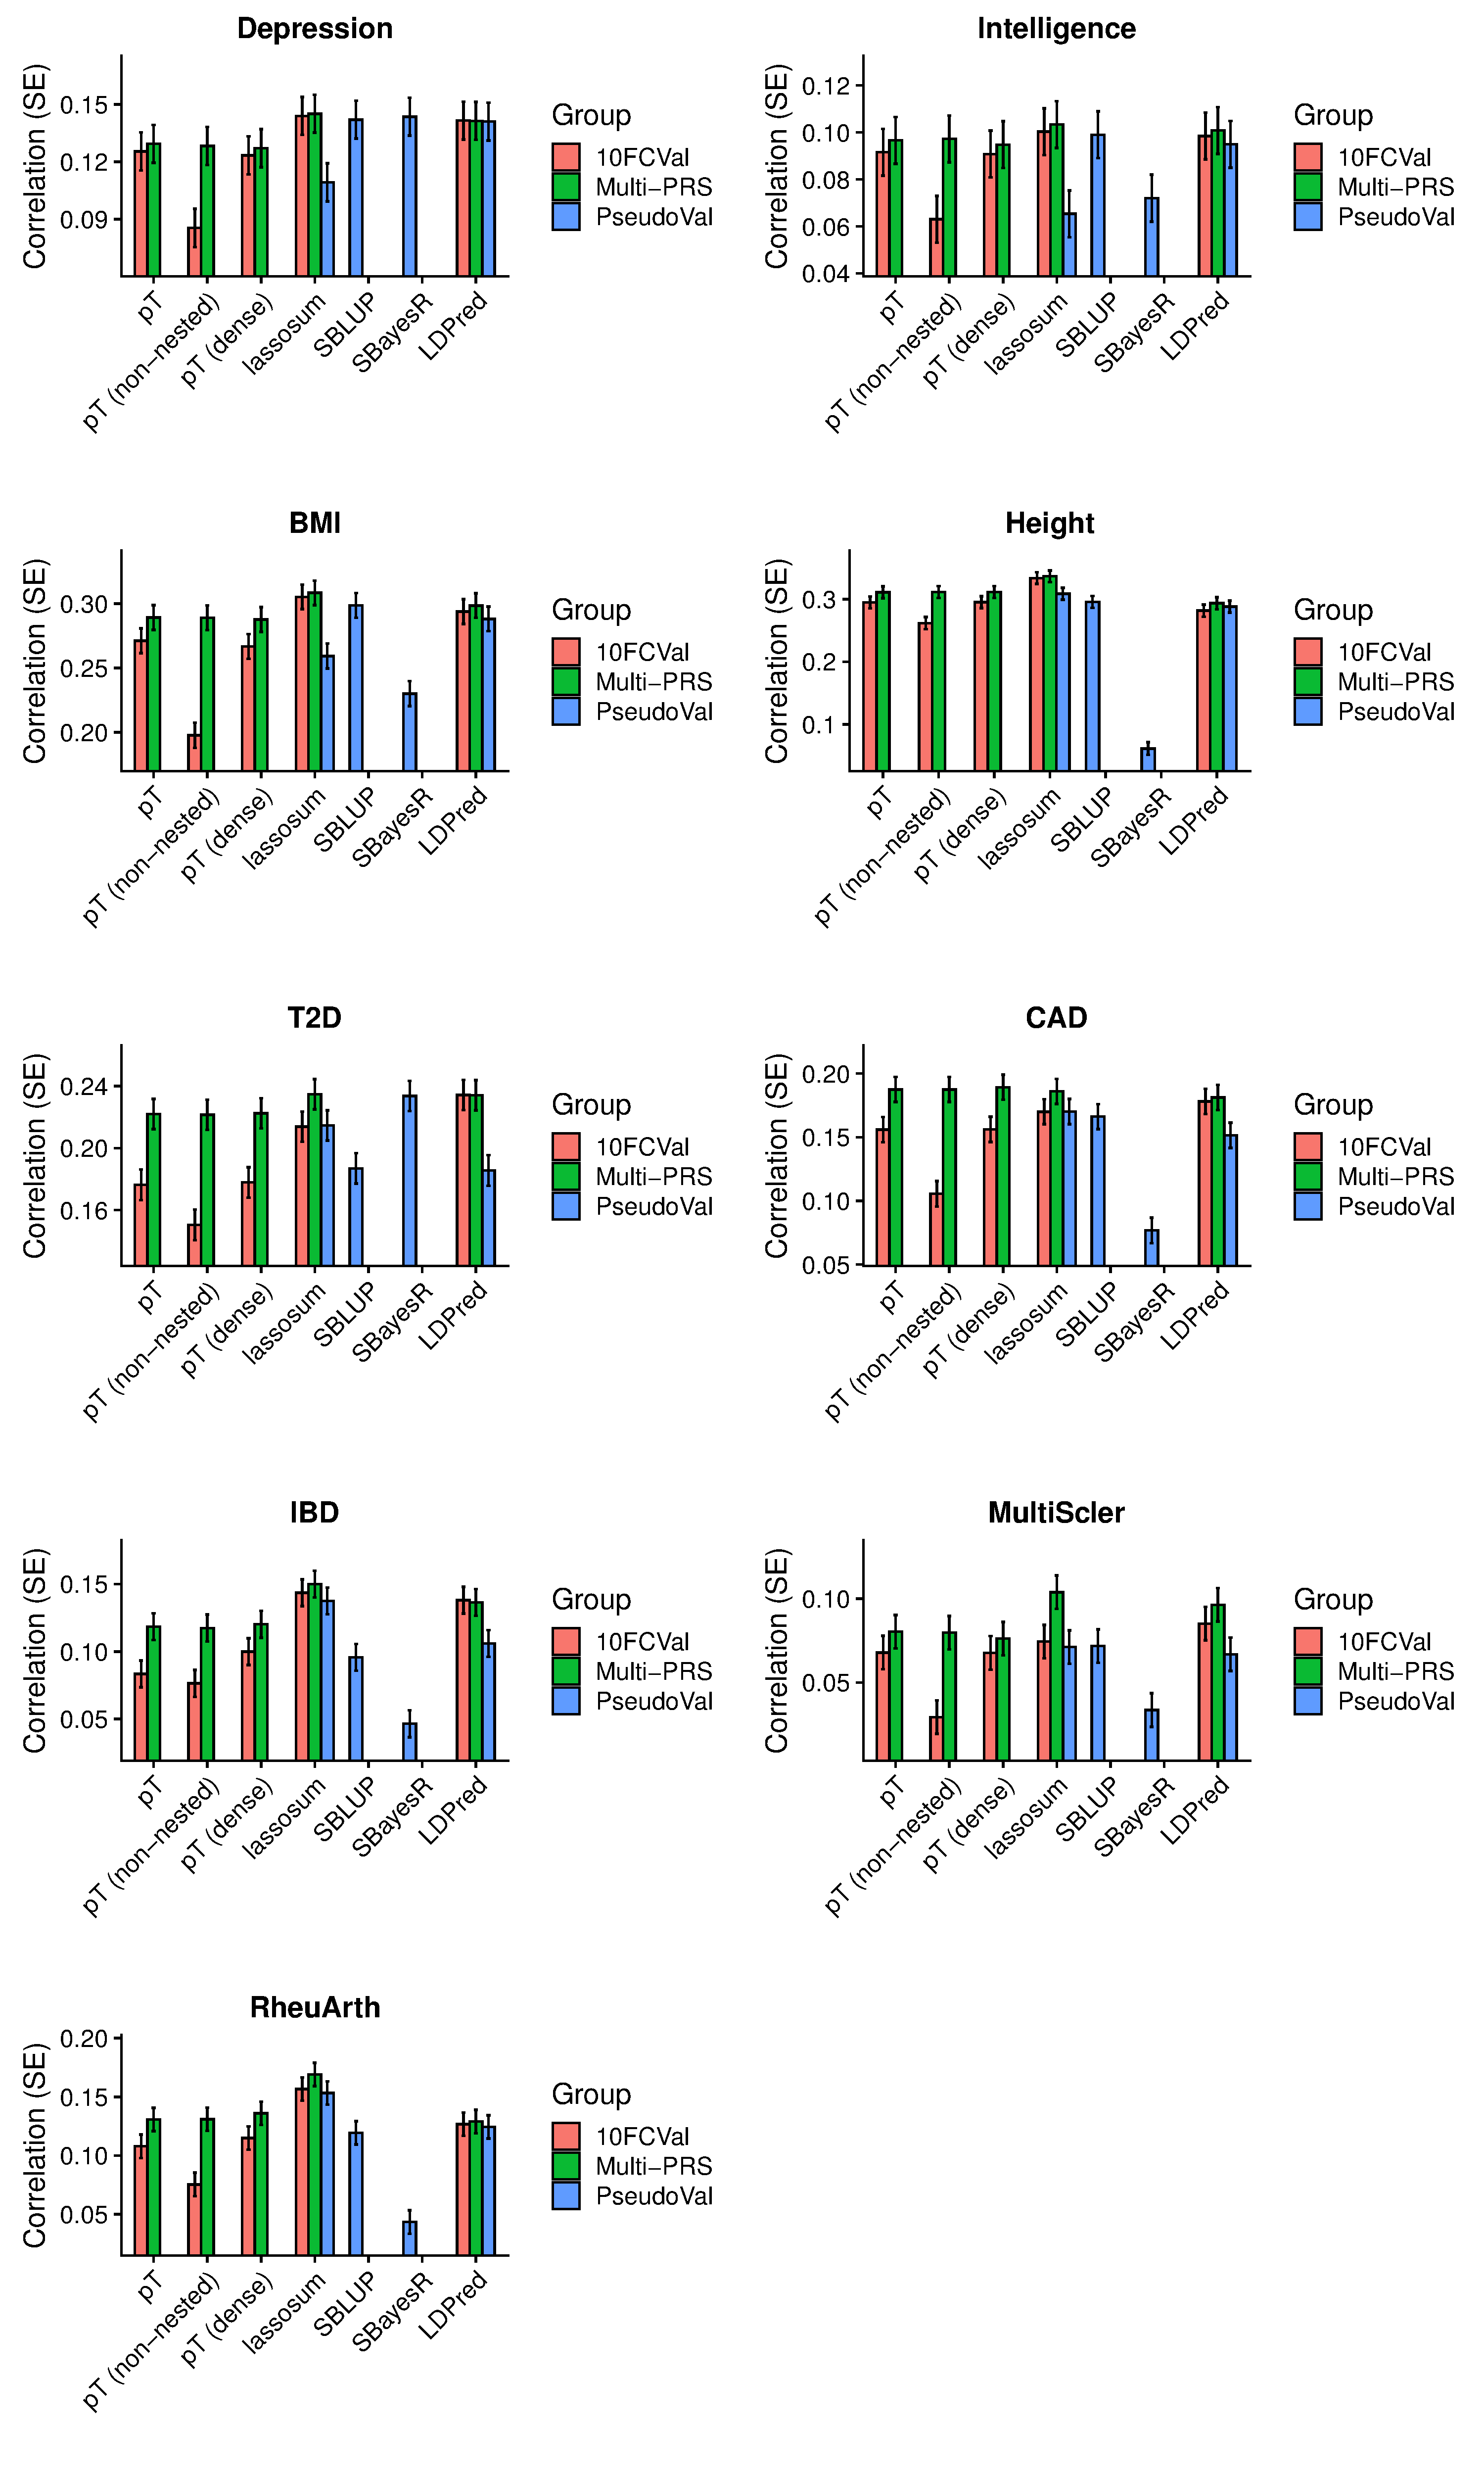 Depression
Correlation (SE)
0.15
0.12
0.09
pT
pT (non−nested)
pT (dense)
lassosum
SBLUP
SBayesR
LDPred
Group
10FCVal
Multi−PRS
PseudoVal
Intelligence
Correlation (SE)
0.12
0.10
0.08
0.06
0.04
pT
pT (non−nested)
pT (dense)
lassosum
SBLUP
SBayesR
LDPred
Group
10FCVal
Multi−PRS
PseudoVal
BMI
Correlation (SE)
0.30
0.25
0.20
pT
pT (non−nested)
pT (dense)
lassosum
SBLUP
SBayesR
LDPred
Group
10FCVal
Multi−PRS
PseudoVal
Height
Correlation (SE)
0.3
0.2
0.1
pT
pT (non−nested)
pT (dense)
lassosum
SBLUP
SBayesR
LDPred
Group
10FCVal
Multi−PRS
PseudoVal
T2D
Correlation (SE)
0.24
0.20
0.16
pT
pT (non−nested)
pT (dense)
lassosum
SBLUP
SBayesR
LDPred
Group
10FCVal
Multi−PRS
PseudoVal
CAD
Correlation (SE)
0.20
0.15
0.10
0.05
pT
pT (non−nested)
pT (dense)
lassosum
SBLUP
SBayesR
LDPred
Group
10FCVal
Multi−PRS
PseudoVal
IBD
Correlation (SE)
0.15
0.10
0.05
pT
pT (non−nested)
pT (dense)
lassosum
SBLUP
SBayesR
LDPred
Group
10FCVal
Multi−PRS
PseudoVal
MultiScler
Correlation (SE)
0.10
0.05
pT
pT (non−nested)
pT (dense)
lassosum
SBLUP
SBayesR
LDPred
Group
10FCVal
Multi−PRS
PseudoVal
RheuArth
Correlation (SE)
0.20
0.15
0.10
0.05
pT
pT (non−nested)
pT (dense)
lassosum
SBLUP
SBayesR
LDPred
Group
10FCVal
Multi−PRS
PseudoVal